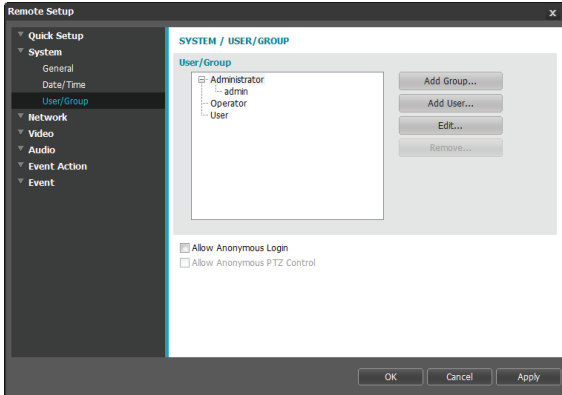 Remote Setup
x
Quick Setup
System
General
Date/Time
User/Group
Network
Video
Audio
Event Action
Event
SYSTEM / USER/GROUP
User/Group
Administrator
admin
Operator
User
Add Group...
Add User...
Edit...
Remove...
Allow Anonymous Login
Allow Anonymous PTZ Control
OK
Cancel
Apply